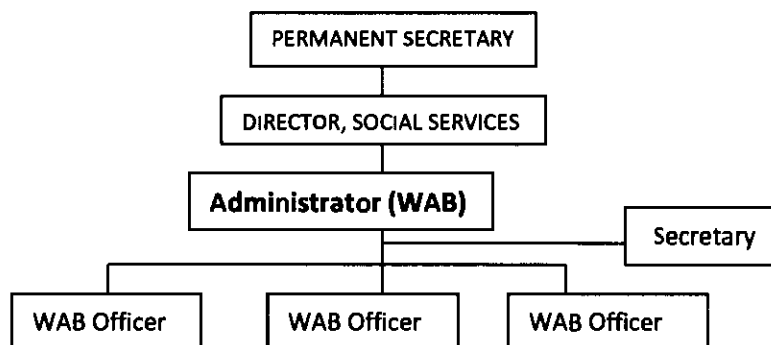 PERMANENT SECRETARY
DIRECTOR, SOCIAL SERVICES
Administrator (WAB)
Secretary
WAB Officer
WAB Officer
WAB Officer